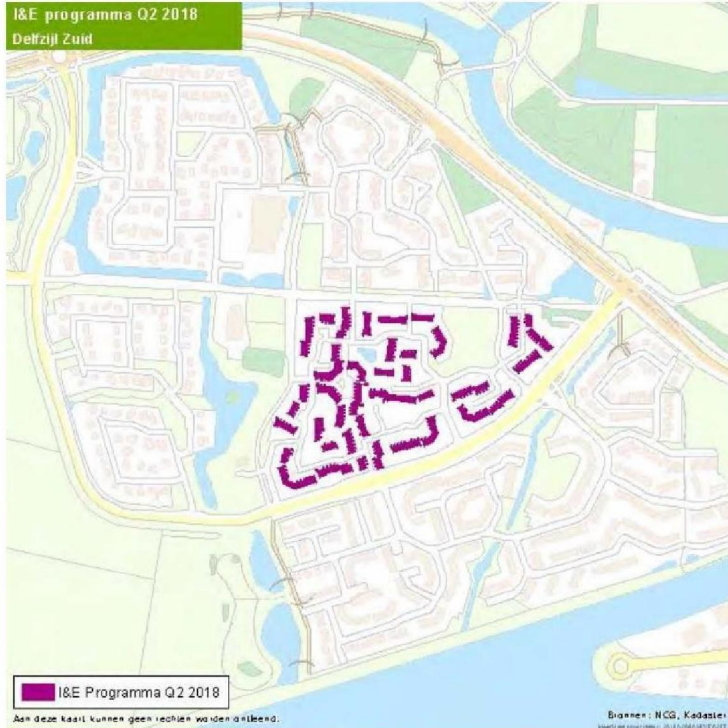 I&E programma Q2 2018
Delfzijl Zuid
I&E Programma Q2 2018
Aan deze kaart kunnen geen rechten worden ontleend.
Bronnen: NCG, Kadaster